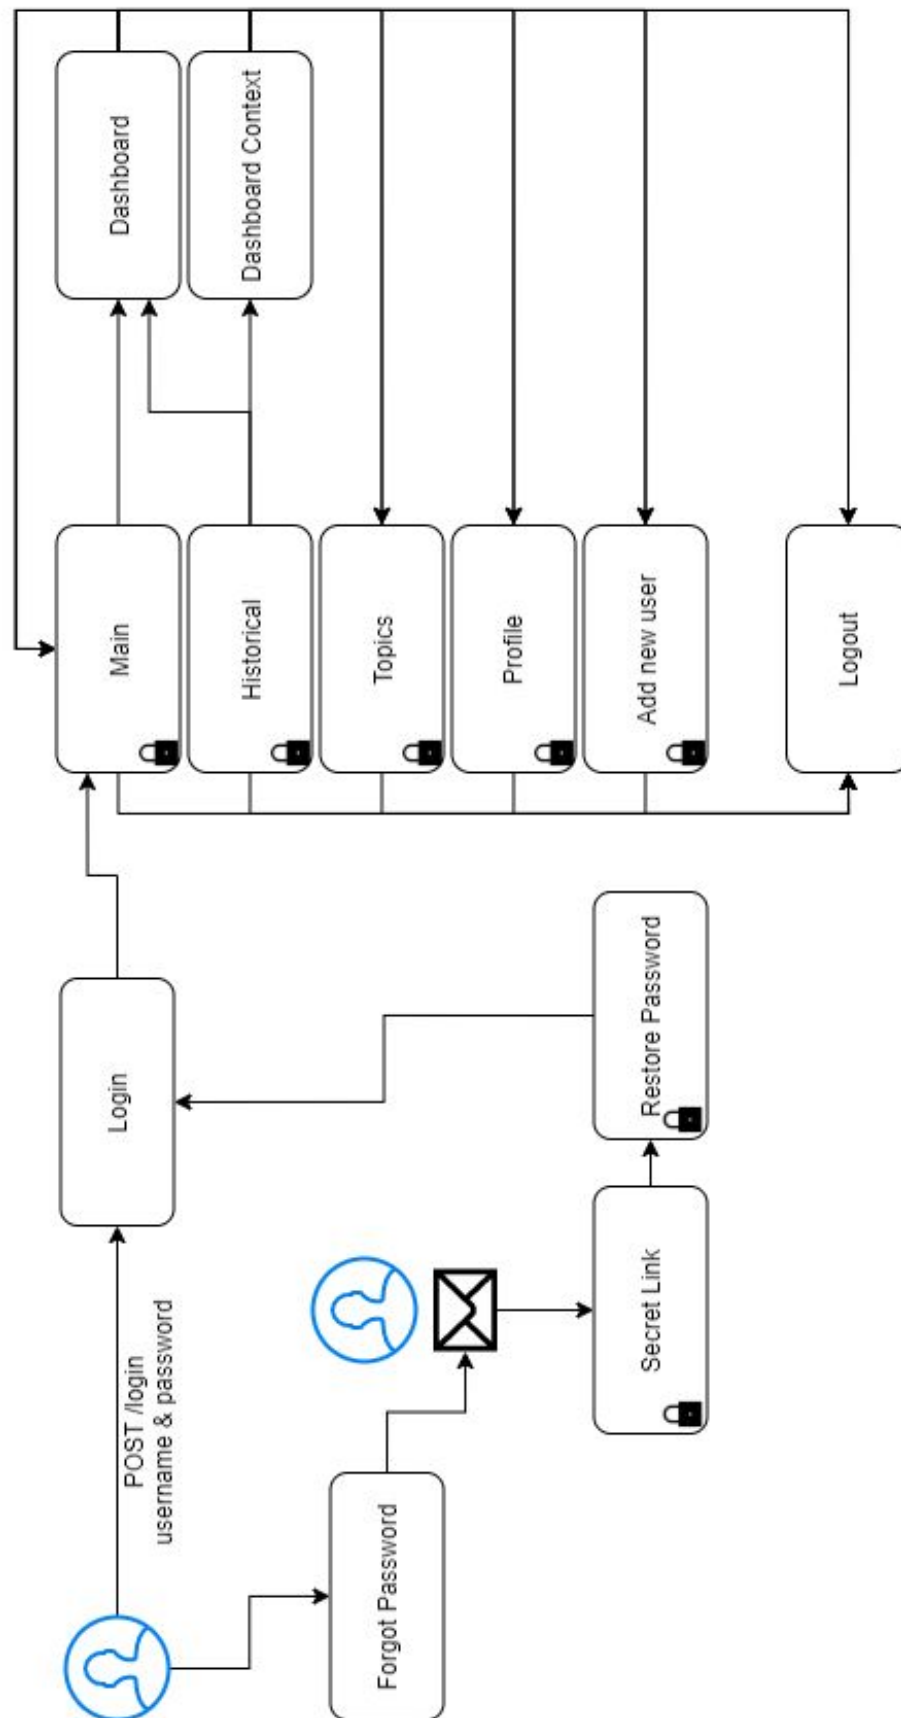 POST /login
username & password
Login
Forgot Password
Secret Link
Restore Password
Main
Historical
Topics
Profile
Add new user
Logout
Dashboard
Dashboard Context